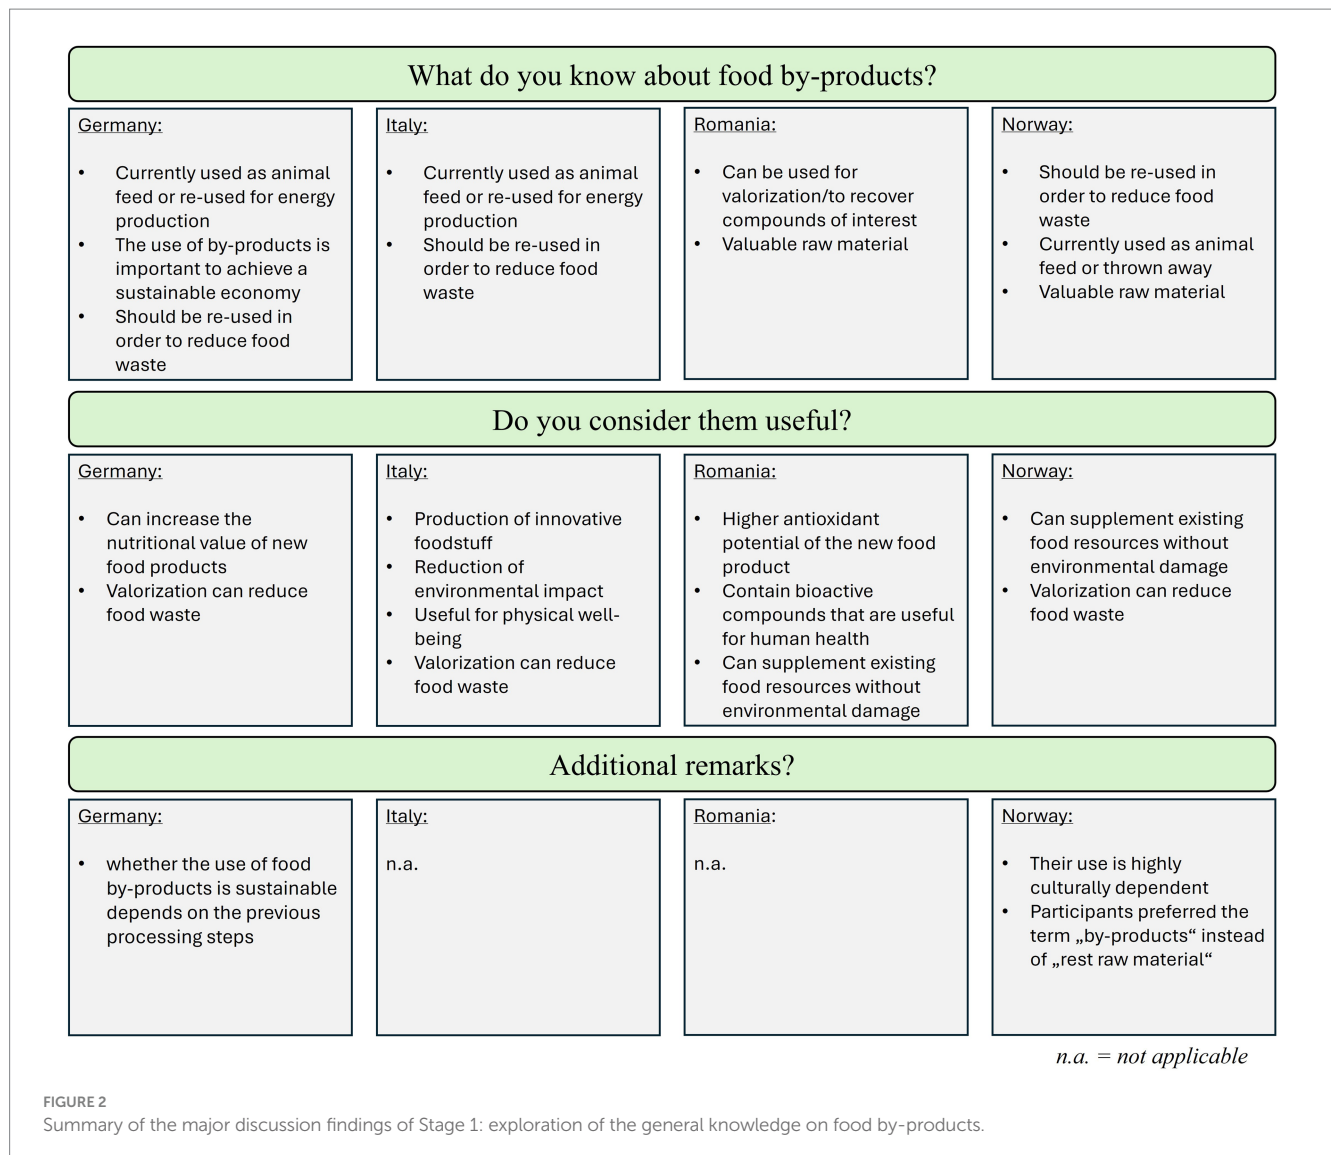 What do you know about food by-products?
Germany:
• Currently used as animal
feed or re-used for energy
production
• The use of by-products is
important to achieve a
sustainable economy
• Should be re-used in
order to reduce food
waste
Italy:
• Currently used as animal
feed or re-used for energy
production
• Should be re-used in
order to reduce food
waste
Romania:
• Can be used for
valorization/to recover
compounds of interest
• Valuable raw material
Norway:
• Should be re-used in
order to reduce food
waste
• Currently used as animal
feed or thrown away
• Valuable raw material
Do you consider them useful?
Germany:
• Can increase the
nutritional value of new
food products
• Valorization can reduce
food waste
Italy:
• Production of innovative
foodstuff
• Reduction of
environmental impact
• Useful for physical well-
being
• Valorization can reduce
food waste
Romania:
• Higher antioxidant
potential of the new food
product
• Contain bioactive
compounds that are useful
for human health
• Can supplement existing
food resources without
environmental damage
Norway:
• Can supplement existing
food resources without
environmental damage
• Valorization can reduce
food waste
Additional remarks?
Germany:
• whether the use of food
by-products is sustainable
depends on the previous
processing steps
Italy:
n.a.
Romania:
n.a.
Norway:
• Their use is highly
culturally dependent
• Participants preferred the
term „by-products“ instead
of „rest raw material“
n.a. = not applicable
FIGURE 2
Summary of the major discussion findings of Stage 1: exploration of the general knowledge on food by-products.